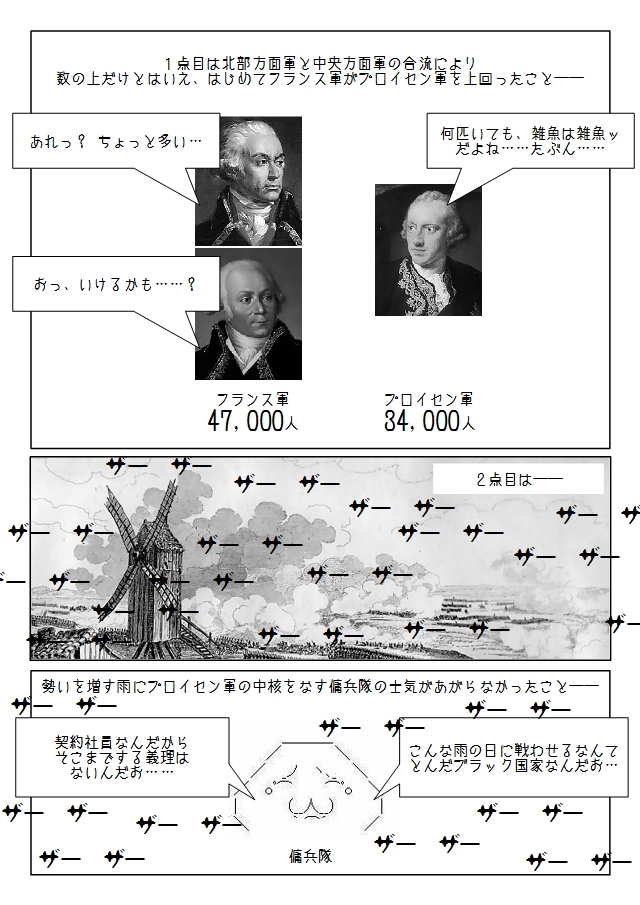 1点目は北部方面軍と中央方面軍の合流により
数の上だけとはいえ、はじめてフランス軍がプロイセン軍を上回ったこと――
あれっ? ちょっと多い…
何匹いても、雑魚は雑魚ッ
だよね……たぶん……
おっ、いけるかも……?
フランス軍
47,000人
プロイセン軍
34,000人
ザー ザー
2点目は――
ザー ザー
ザー ザー
ザー ザー
ザー ザー
ザー ザー
ザー ザー
ザー ザー
ザー ザー
ザー ザー
ザー ザー
ザー ザー
ザー ザー
ザー
勢いを増す雨にプロイセン軍の中核をなす傭兵隊の士気があがらなかったこと――
ザー ザー
ザー ザー
ザー ザー
契約社員なんだから
そこまでする義理は
ないんだお……
こんな雨の日に戦わせるなんて
とんだブラック国家なんだお…
ザー ザー
ザー ザー
ザー ザー
ザー ザー
傭兵隊
ザー ザー
ザー ザー